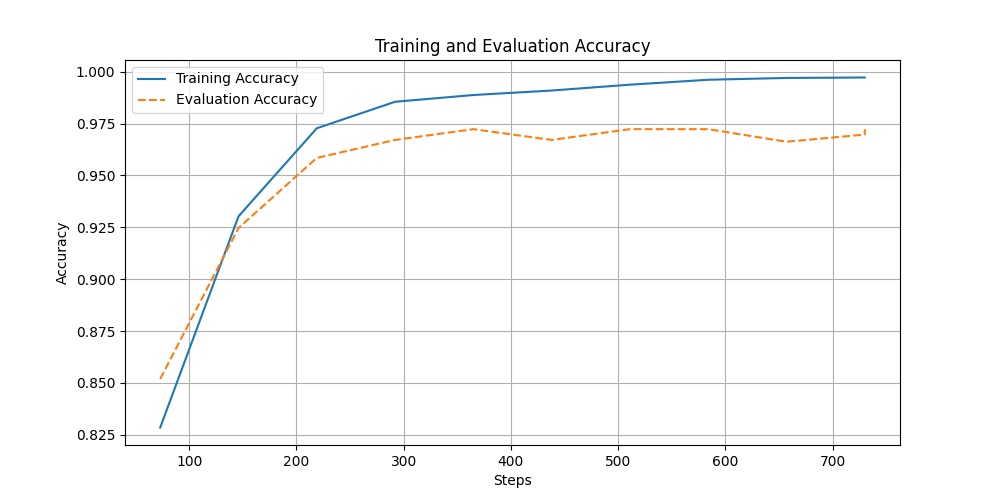 Training and Evaluation Accuracy
Training Accuracy
Evaluation Accuracy
Accuracy
1.000
0.975
0.950
0.925
0.900
0.875
0.850
0.825
100 200 300 400 500 600 700
Steps